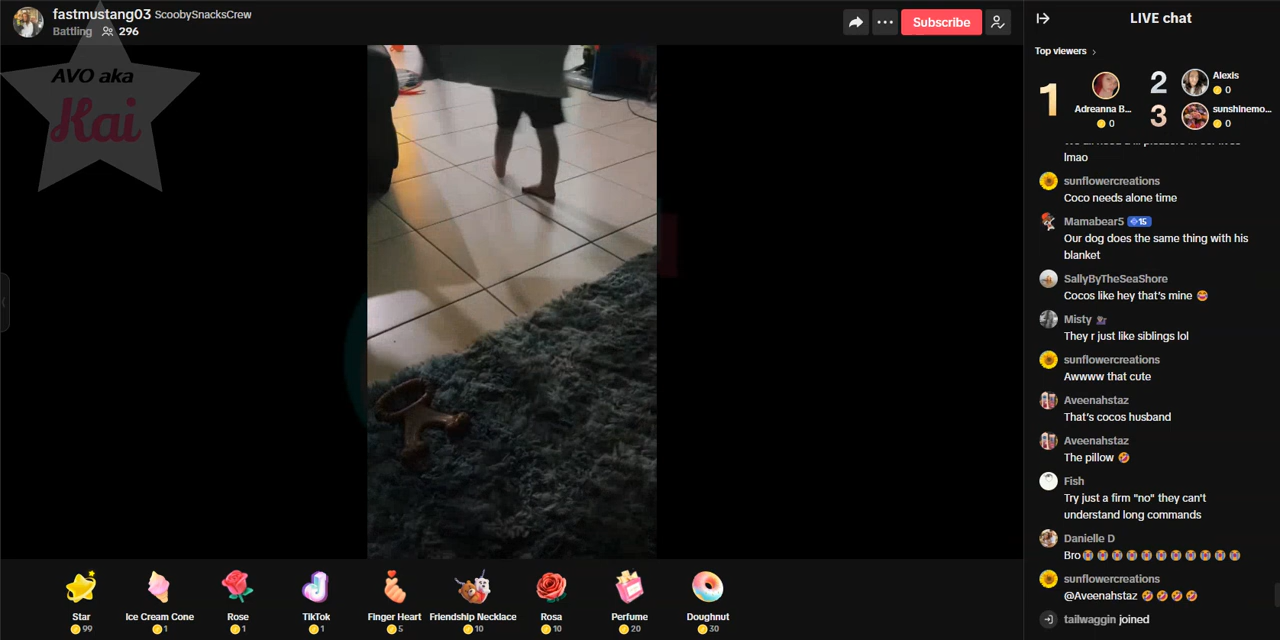 fastmustang03 ScoobySnacksCrew
Battling 296
Subscribe
LIVE chat
AVO aka
Kai
Top viewers
1
Adreanna B...
0
2
Alexis
0
3
sunshinemo...
0
lmao
sunflowercreations
Coco needs alone time
Mamabear5 15
Our dog does the same thing with his
blanket
SallyByTheSeaShore
Cocos like hey that's mine 😍
Misty
They r just like siblings lol
sunflowercreations
Awwww that cute
Aveenahstaz
That's cocos husband
Aveenahstaz
The pillow 🤣
Fish
Try just a firm "no" they can't
understand long commands
Danielle D
Bro😭😭😭😭😭😭😭😭😭😭😭
sunflowercreations
@Aveenahstaz 🤣🤣🤣🤣
tailwaggin joined
Star
99
Ice Cream Cone
1
Rose
1
TikTok
1
Finger Heart
5
Friendship Necklace
10
Rosa
10
Perfume
20
Doughnut
30